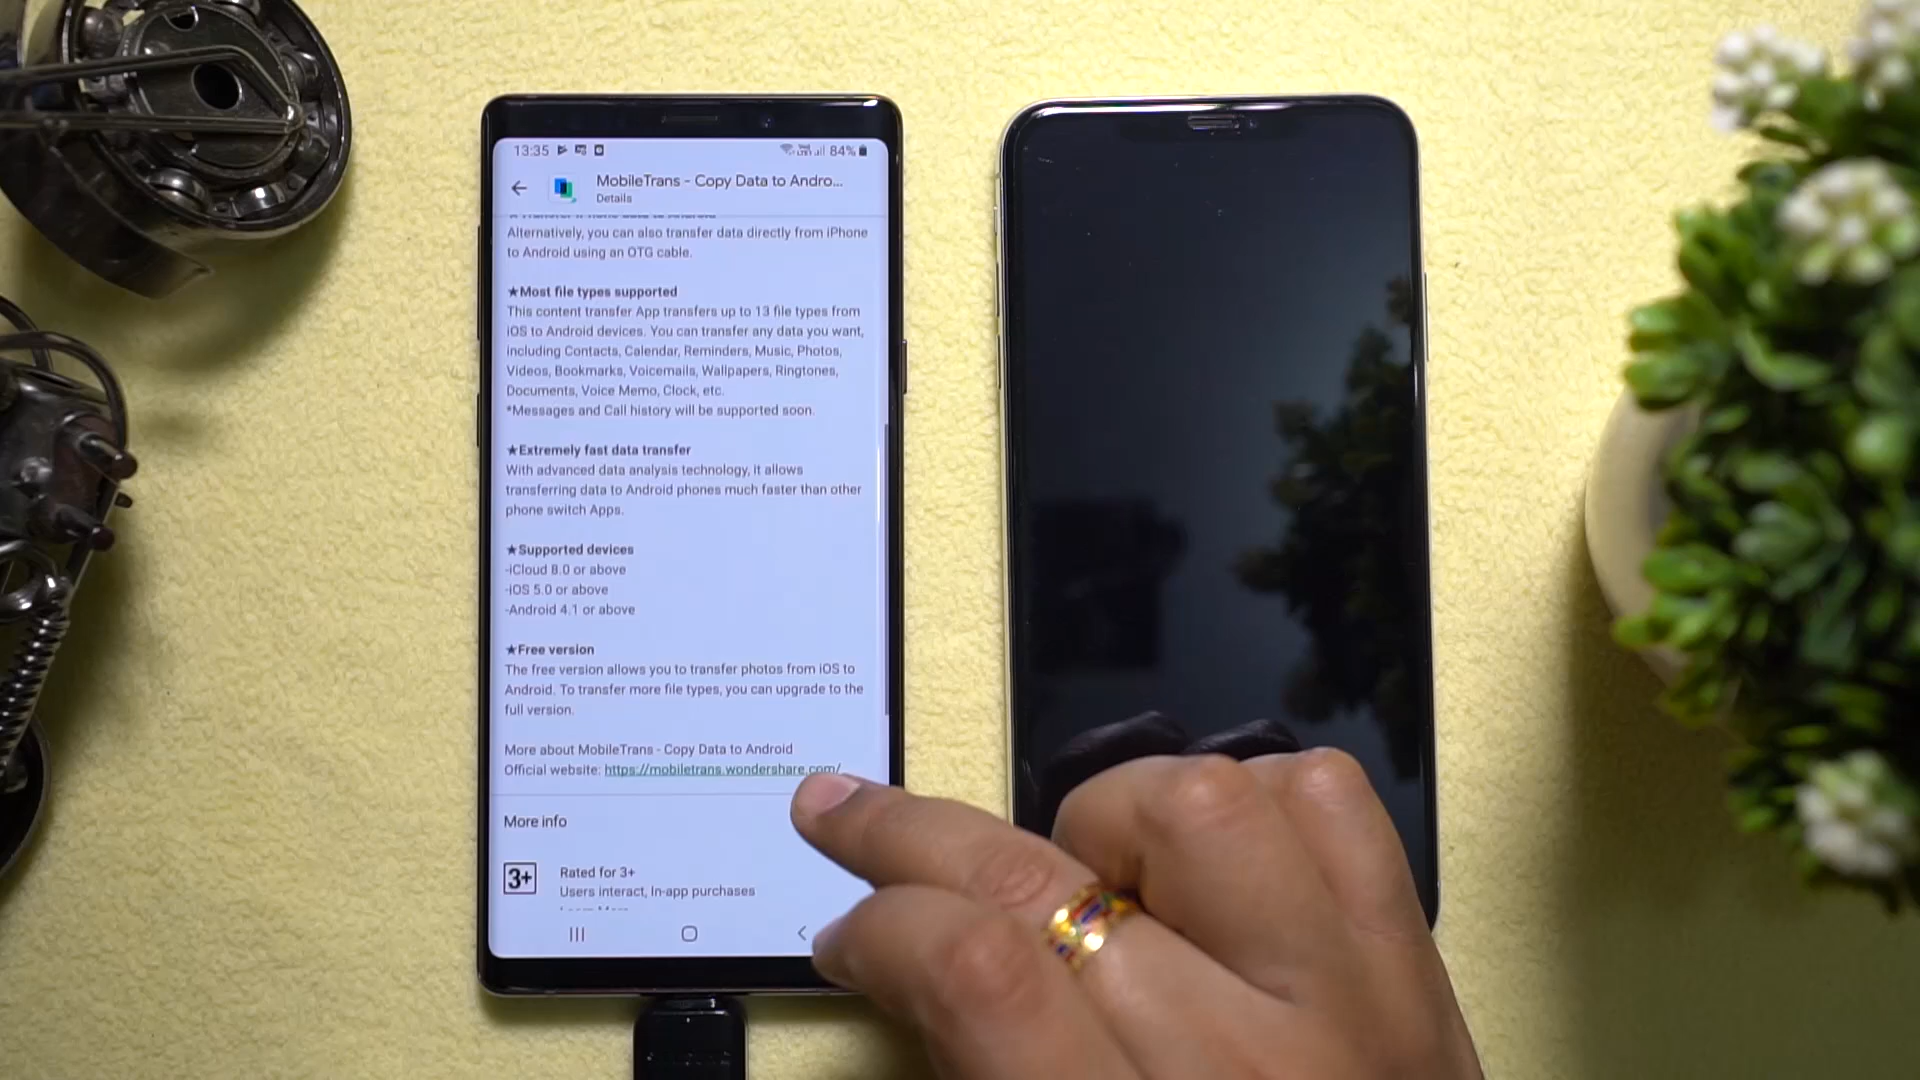 13:35
84%
MobileTrans - Copy Data to Andro...
Details
Alternatively, you can also transfer data directly from iPhone
to Android using an OTG cable.
★Most file types supported
This content transfer App transfers up to 13 file types from
iOS to Android devices. You can transfer any data you want,
including Contacts, Calendar, Reminders, Music, Photos,
Videos, Bookmarks, Voicemails, Wallpapers, Ringtones,
Documents, Voice Memo, Clock, etc.
*Messages and Call history will be supported soon.
★Extremely fast data transfer
With advanced data analysis technology, it allows
transferring data to Android phones much faster than other
phone switch Apps.
★Supported devices
-iCloud 8.0 or above
-iOS 5.0 or above
-Android 4.1 or above
★Free version
The free version allows you to transfer photos from iOS to
Android. To transfer more file types, you can upgrade to the
full version.
More about MobileTrans - Copy Data to Android
Official website: https://mobiletrans.wondershare.com/
More info
3+
Rated for 3+
Users interact, In-app purchases